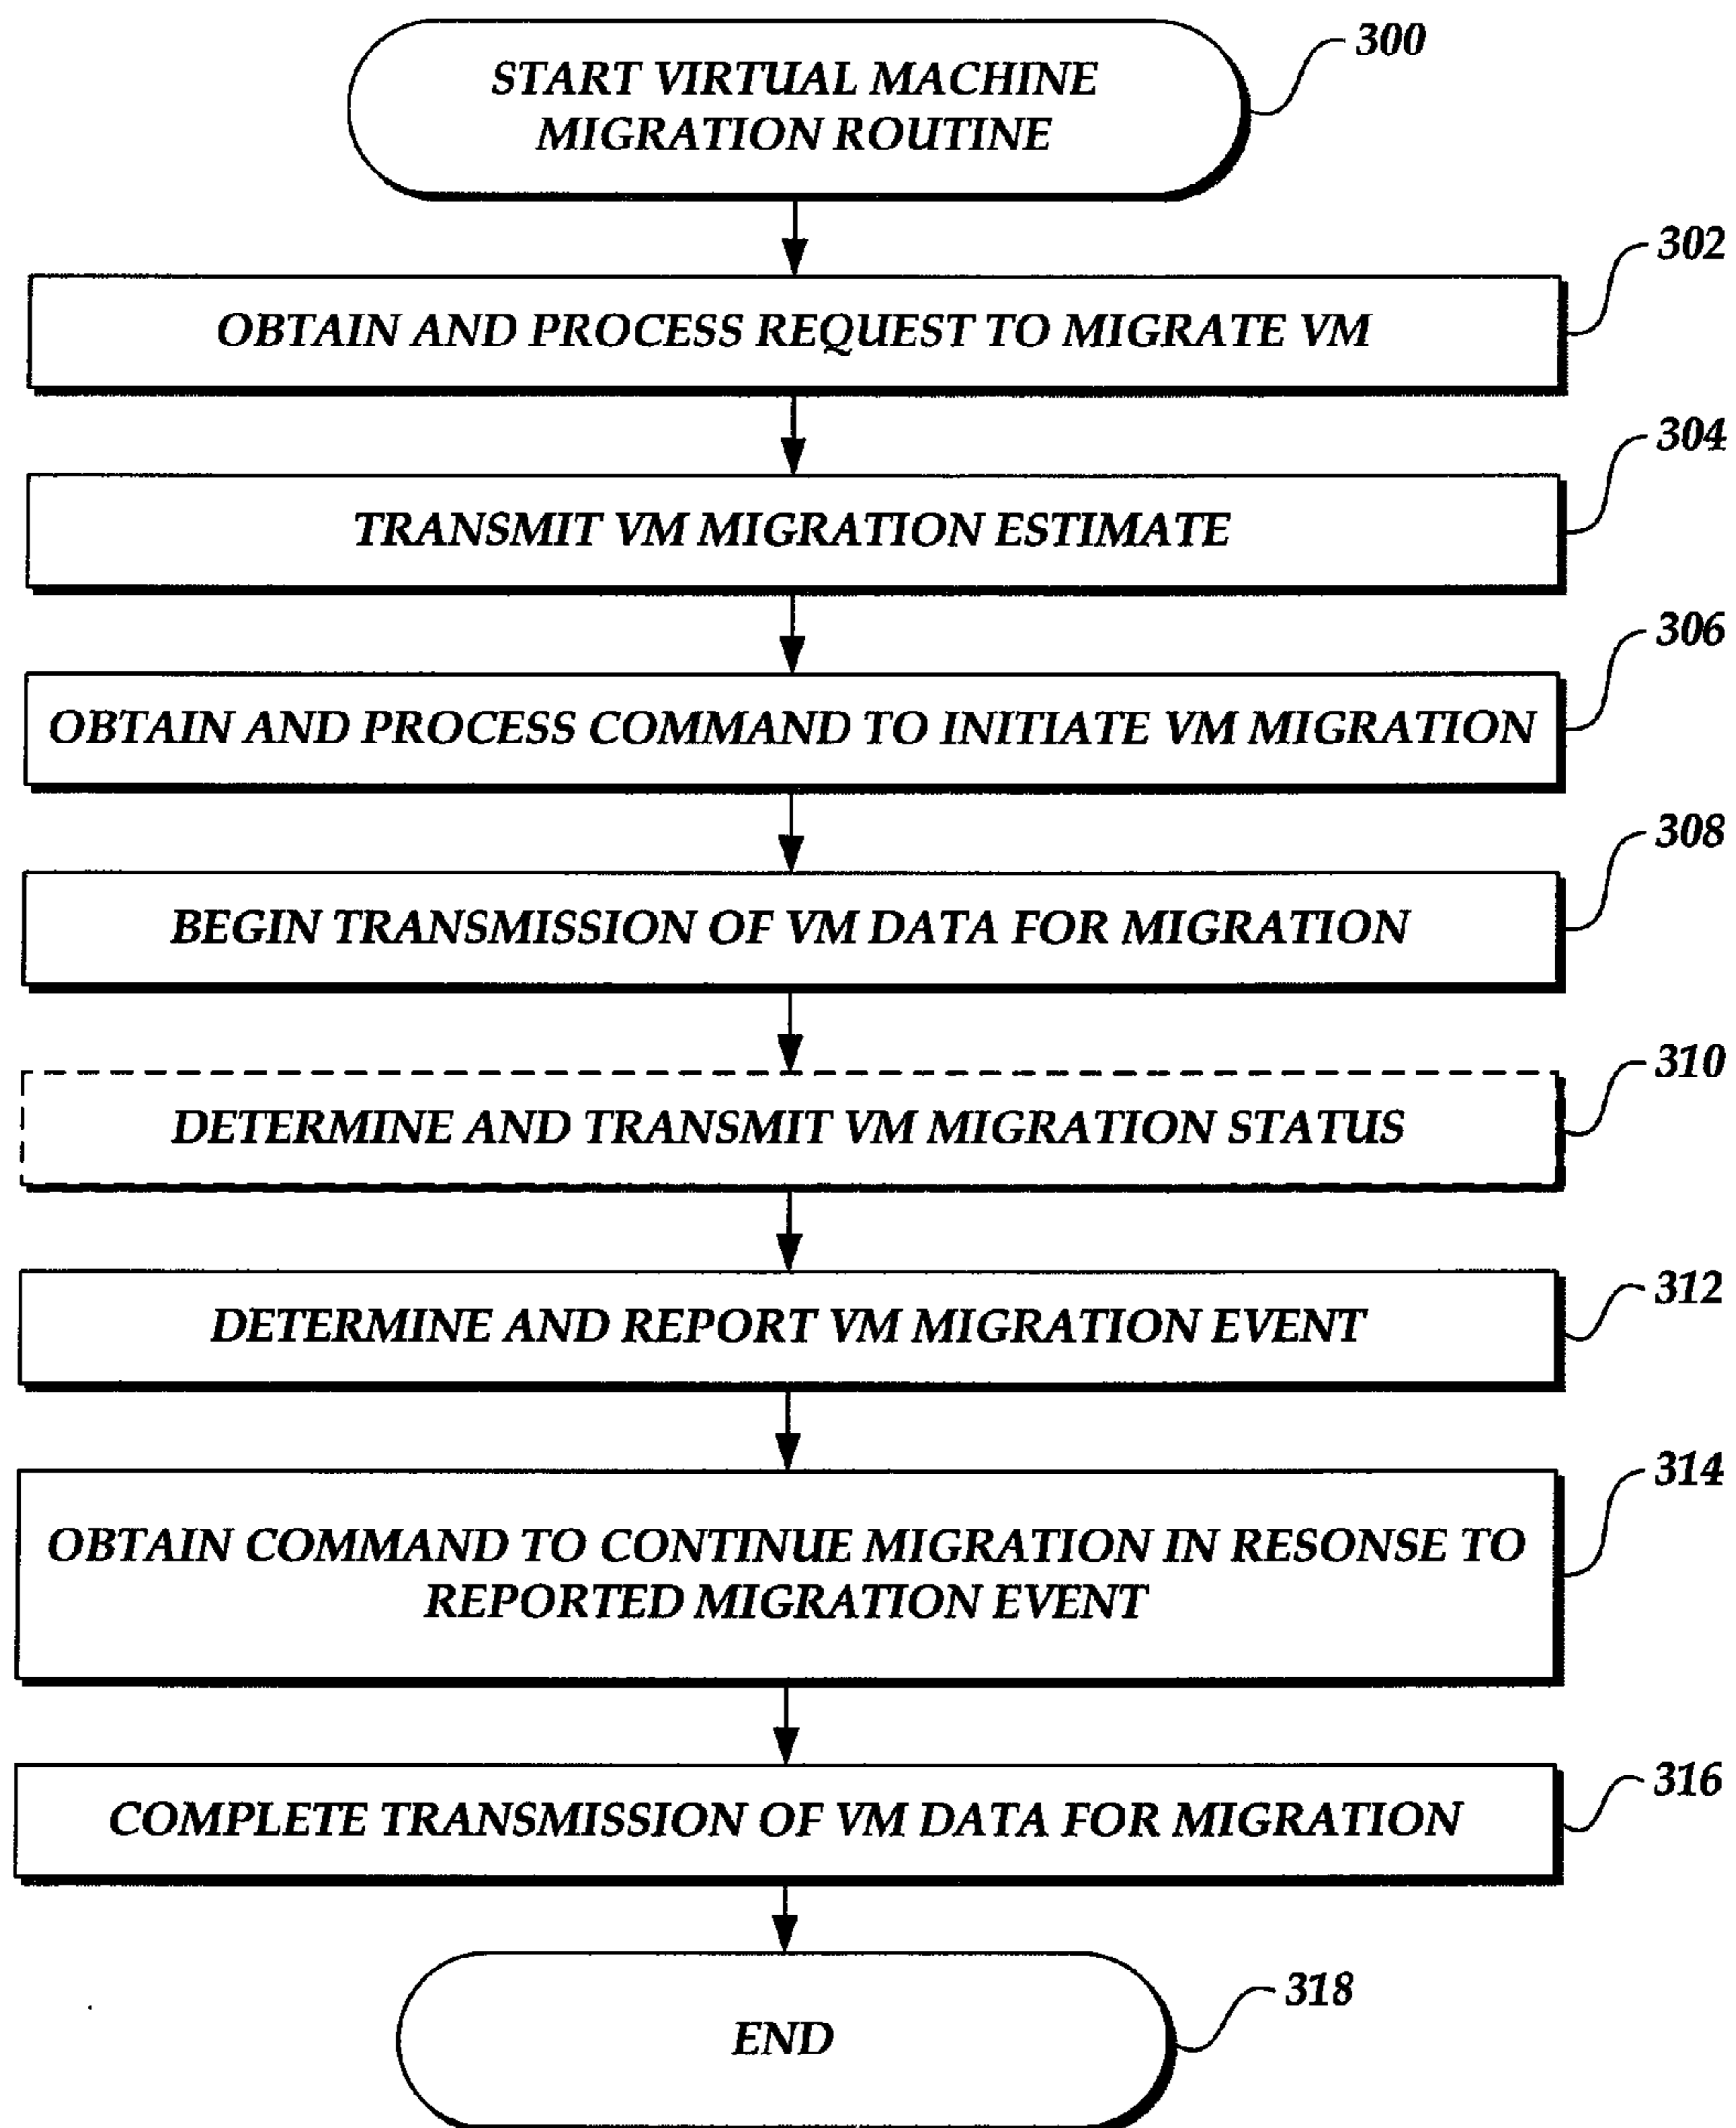 START VIRTUAL MACHINE
MIGRATION ROUTINE
300
OBTAIN AND PROCESS REQUEST TO MIGRATE VM
302
TRANSMIT VM MIGRATION ESTIMATE
304
OBTAIN AND PROCESS COMMAND TO INITIATE VM MIGRATION
306
BEGIN TRANSMISSION OF VM DATA FOR MIGRATION
308
DETERMINE AND TRANSMIT VM MIGRATION STATUS
310
DETERMINE AND REPORT VM MIGRATION EVENT
312
OBTAIN COMMAND TO CONTINUE MIGRATION IN RESONSE TO
REPORTED MIGRATION EVENT
314
COMPLETE TRANSMISSION OF VM DATA FOR MIGRATION
316
END
318